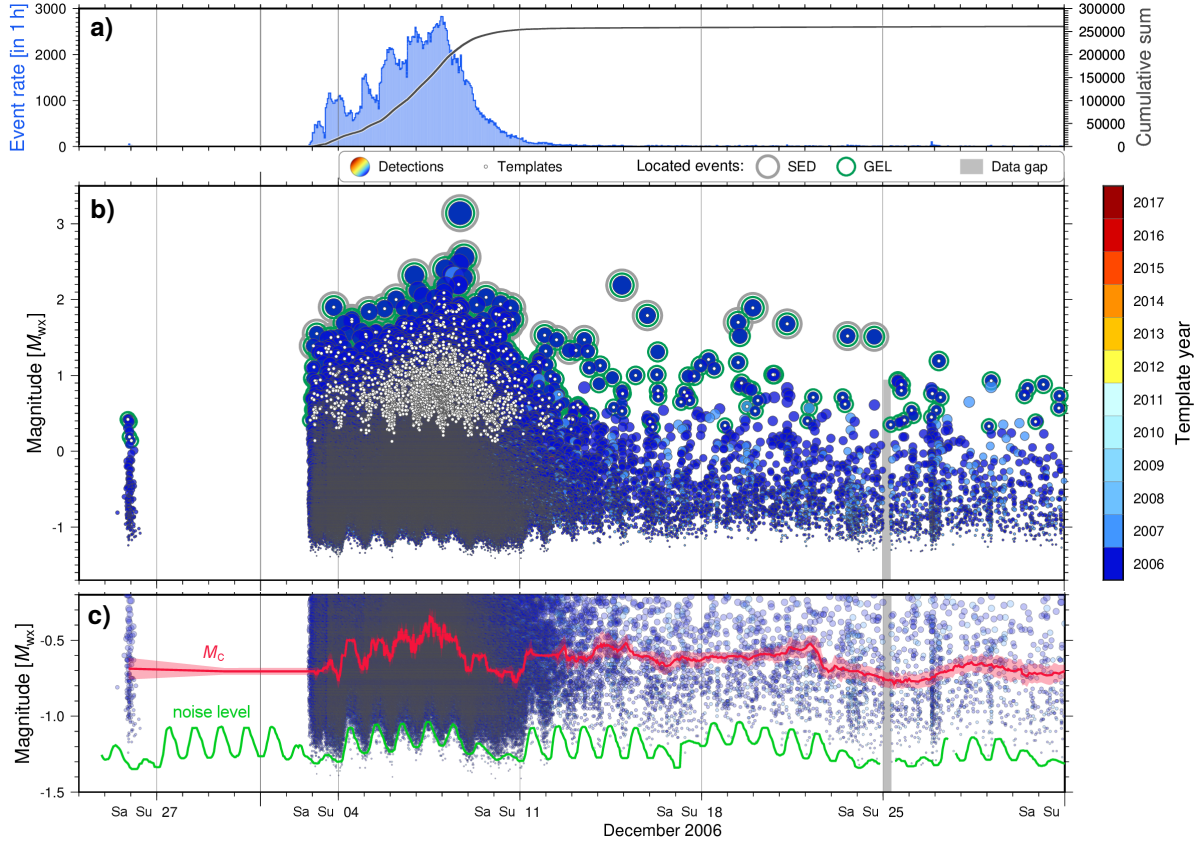 a)
Event rate [in 1 h]
3000
2000
1000
0
300000
250000
200000
150000
100000
50000
0
Cumulative sum
Detections Templates Located events: SED GEL Data gap
b)
Magnitude [Mwx]
3
2
1
0
-1
2017
2016
2015
2014
2013
2012
2011
2010
2009
2008
2007
2006
Template year
c)
Magnitude [Mwx]
-0.5
-1.0
-1.5
MC
noise level
Sa Su 27 Sa Su 04 Sa Su 11 Sa Su 18 Sa Su 25 Sa Su
December 2006